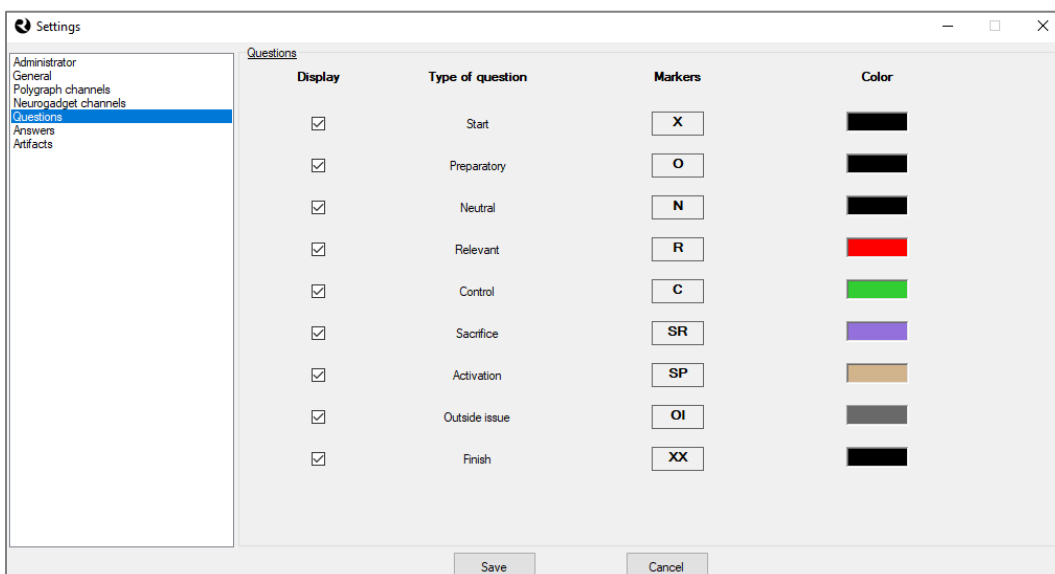 Settings
Administrator
General
Polygraph channels
Neurogadget channels
Questions
Answers
Artifacts
Questions
Display Type of question Markers Color
Start X
Preparatory O
Neutral N
Relevant R
Control C
Sacrifice SR
Activation SP
Outside issue OI
Finish XX
Save Cancel